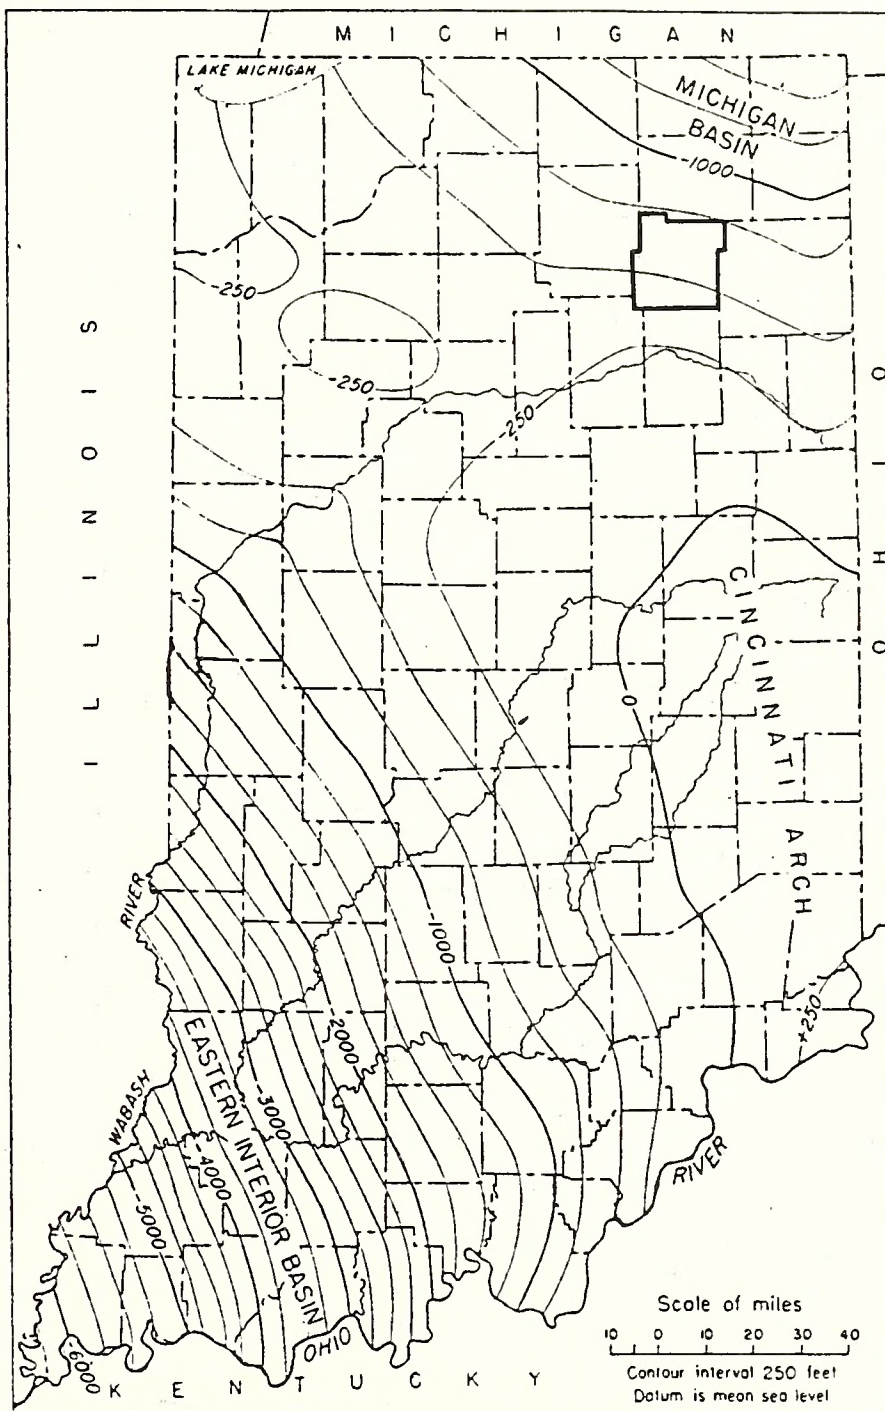 MICHIGAN
LAKE MICHIGAN
MICHIGAN
BASIN
-1000
-250
-250
-250
ILLINOIS
OHIO
CINCINNATI ARCH
0
RIVER
-1000
+250
-2000
EASTERN INTERIOR BASIN
-3000
WABASH
-4000
RIVER
-5000
Scale of miles
10 0 10 20 30 40
OHIO
-6000
Contour interval 250 feet
KENTUCKY
Datum is mean sea level